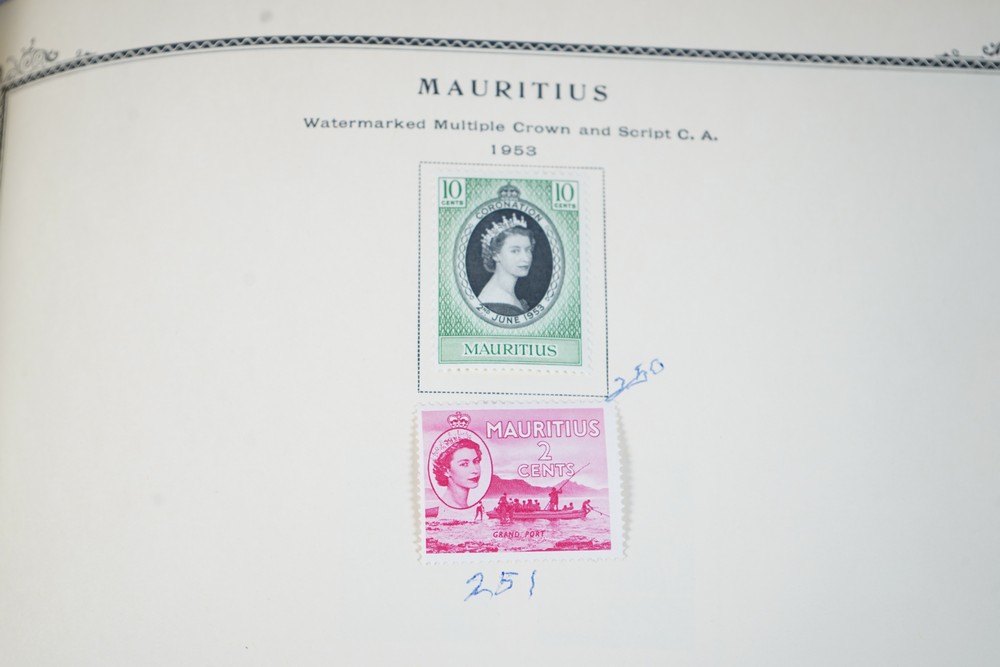 MAURITIUS
Watermarked Multiple Crown and Script C. A.
1953
10 CENTS 10 CENTS
CORONATION
2ND JUNE 1953
MAURITIUS
250
MAURITIUS
2
CENTS
GRAND PORT
251